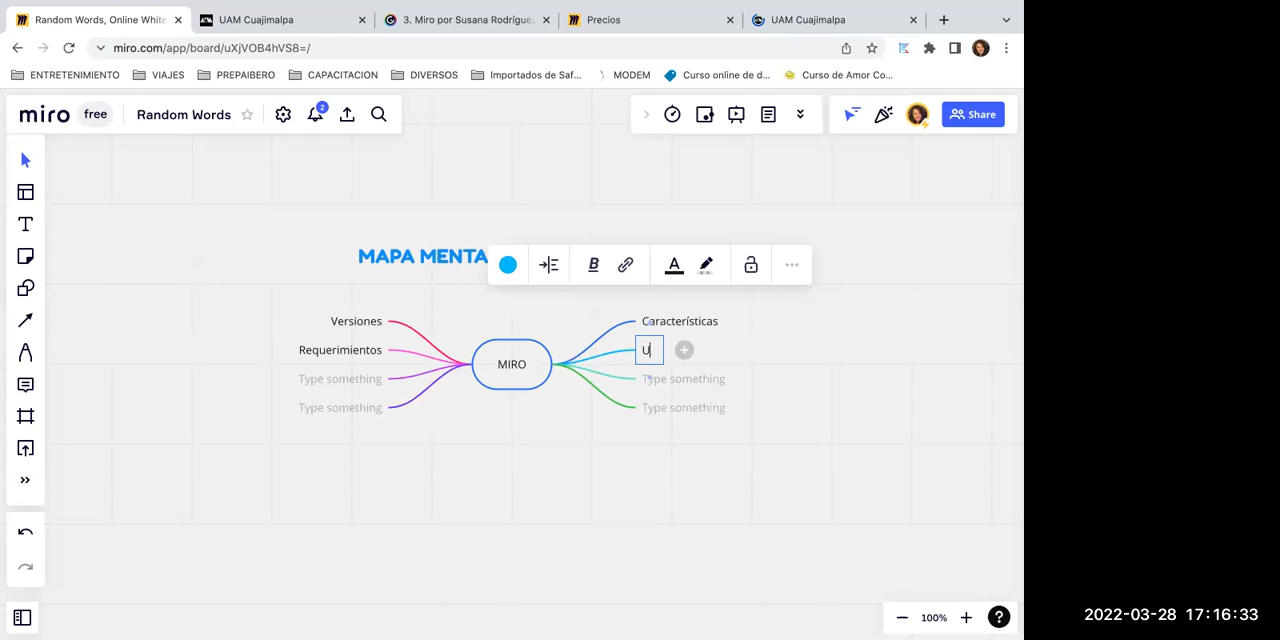 Random Words, Online White
UAM Cuajimalpa
3. Miro por Susana Rodríguez
Precios
UAM Cuajimalpa
miro.com/app/board/uXjVOB4hVS8=/
ENTRETENIMIENTO
VIAJES
PREPAIBERO
CAPACITACION
DIVERSOS
Importados de Saf...
MODEM
Curso online de d...
Curso de Amor Co...
miro free
Random Words
2
Share
MAPA MENTA
Versiones
Características
Requerimientos
MIRO
U
Type something
Type something
Type something
Type something
100%
2022-03-28 17:16:33